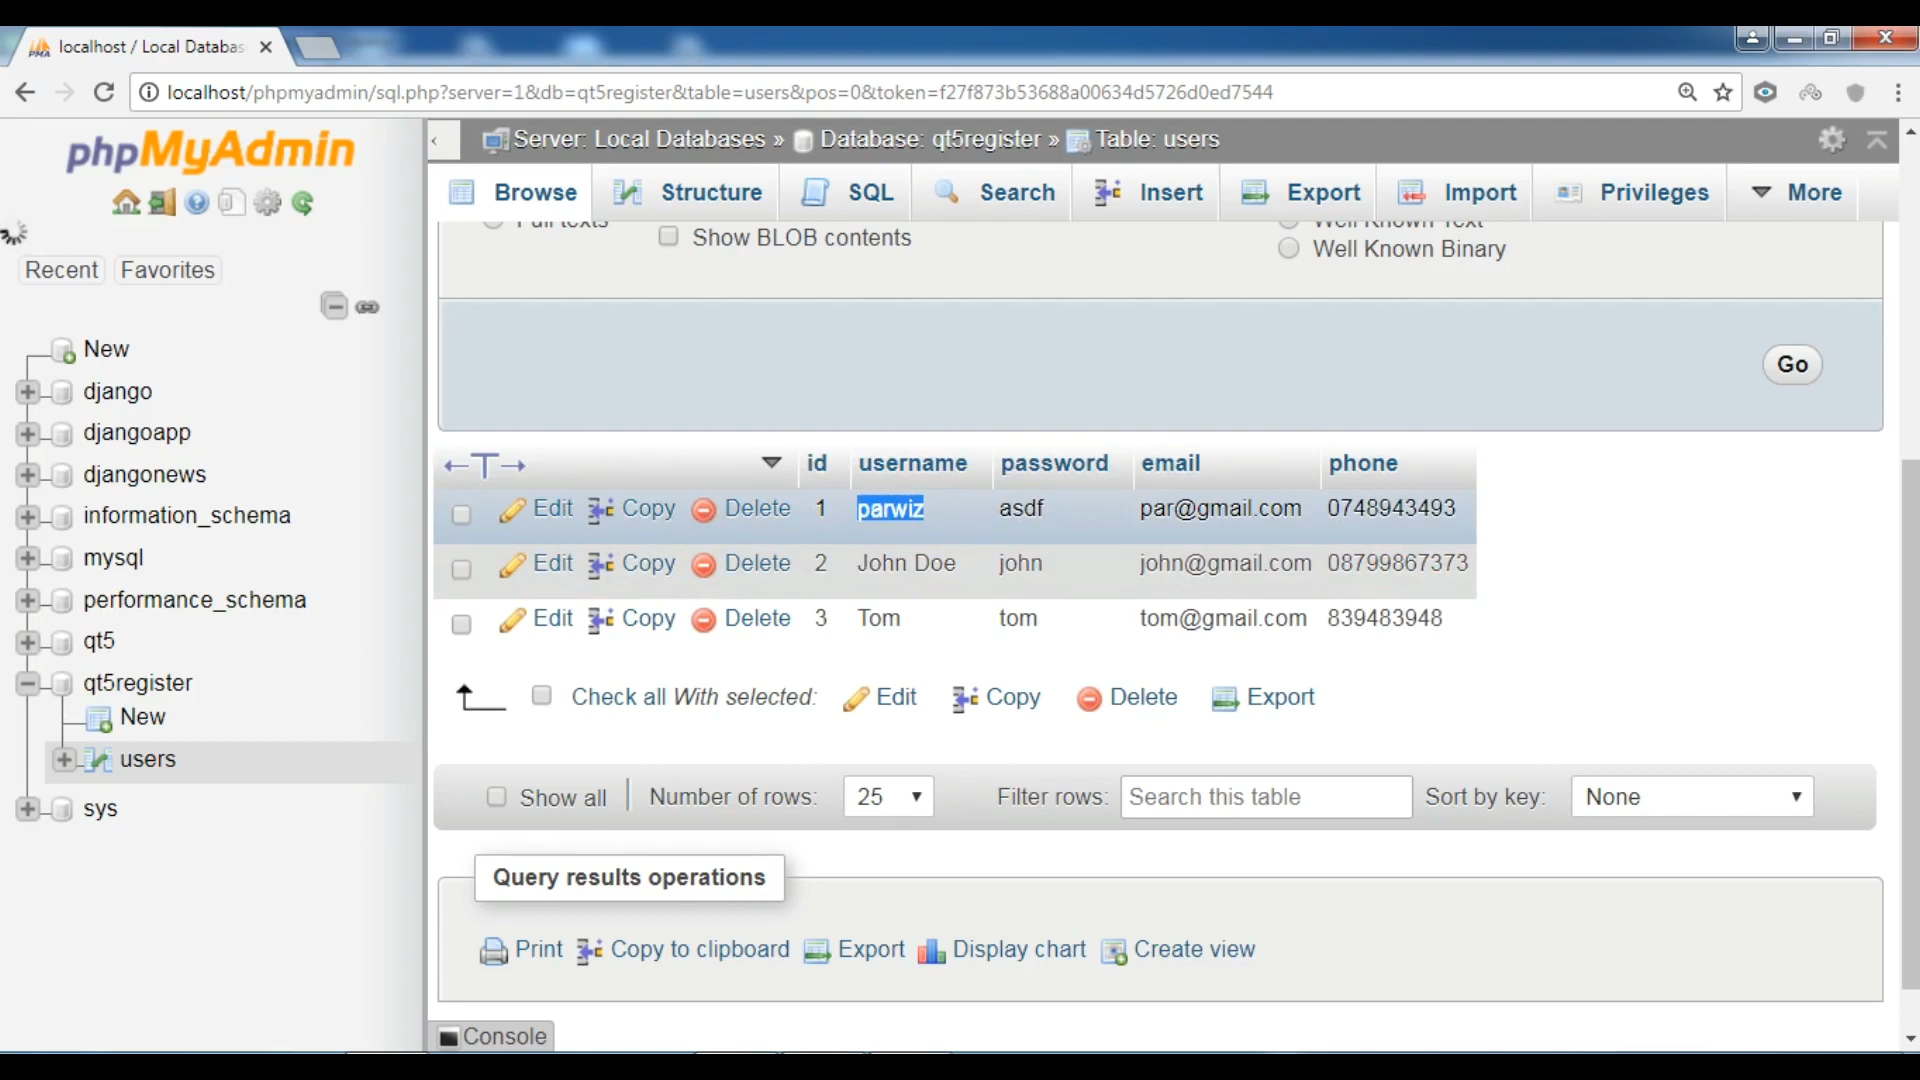 localhost / Local Databas
localhost/phpmyadmin/sql.php?server=1&db=qt5register&table=users&pos=0&token=f27f873b53688a00634d5726d0ed7544
phpMyAdmin
Recent Favorites
New
django
djangoapp
djangonews
information_schema
mysql
performance_schema
qt5
qt5register
New
users
sys
Server: Local Databases » Database: qt5register » Table: users
Browse Structure SQL Search Insert Export Import Privileges More
Full texts Show BLOB contents Well Known Text
Well Known Binary
Go
id username password email phone
Edit Copy Delete 1 parwiz asdf par@gmail.com 0748943493
Edit Copy Delete 2 John Doe john john@gmail.com 08799867373
Edit Copy Delete 3 Tom tom tom@gmail.com 839483948
Check all With selected: Edit Copy Delete Export
Show all Number of rows: 25 Filter rows: Search this table Sort by key: None
Query results operations
Print Copy to clipboard Export Display chart Create view
Console